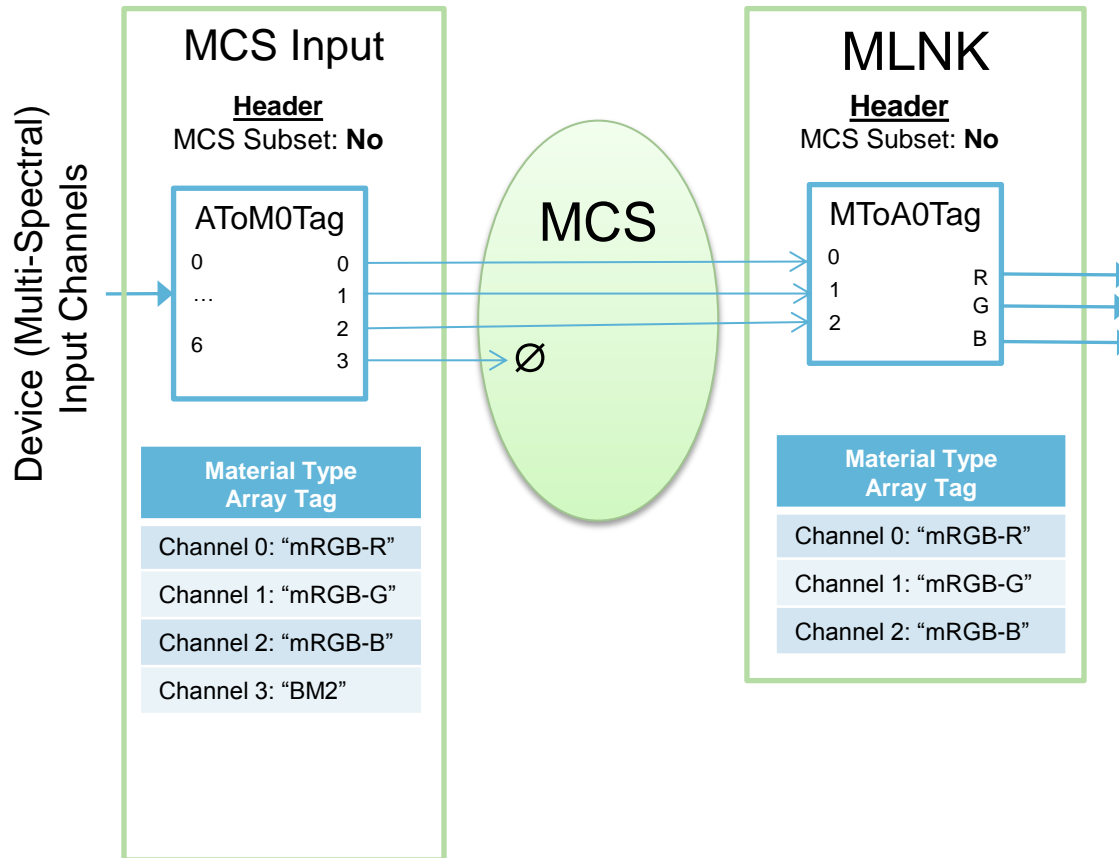 Device (Multi-Spectral)
Input Channels
MCS Input
Header
MCS Subset: No
AToM0Tag
0
…
6
0
1
2
3
Material Type
Array Tag
Channel 0: “mRGB-R”
Channel 1: “mRGB-G”
Channel 2: “mRGB-B”
Channel 3: “BM2”
MCS
∅
MLNK
Header
MCS Subset: No
MToA0Tag
0
1
2
R
G
B
Material Type
Array Tag
Channel 0: “mRGB-R”
Channel 1: “mRGB-G”
Channel 2: “mRGB-B”